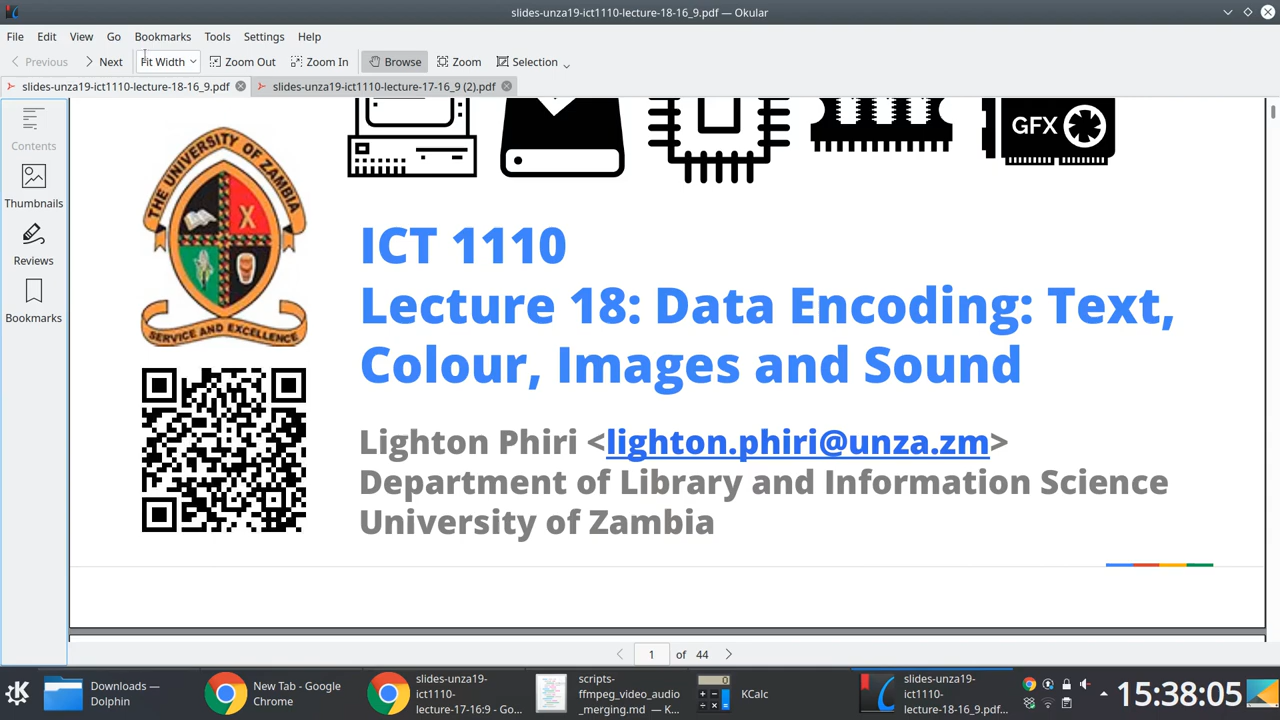 slides-unza19-ict1110-lecture-18-16_9.pdf — Okular
File Edit View Go Bookmarks Tools Settings Help
Previous Next Fit Width Zoom Out Zoom In Browse Zoom Selection
slides-unza19-ict1110-lecture-18-16_9.pdf slides-unza19-ict1110-lecture-17-16_9 (2).pdf
Contents
Thumbnails
Reviews
Bookmarks
GFX
THE UNIVERSITY OF ZAMBIA
SERVICE AND EXCELLENCE
ICT 1110
Lecture 18: Data Encoding: Text,
Colour, Images and Sound
Lighton Phiri <lighton.phiri@unza.zm>
Department of Library and Information Science
University of Zambia
1 of 44
Downloads —
Dolphin
New Tab - Google
Chrome
slides-unza19-
ict1110-
lecture-17-16:9 - Go...
scripts-
ffmpeg_video_audio
_merging.md — K...
0
KCalc
slides-unza19-
ict1110-
lecture-18-16_9.pdf...
15:38:05